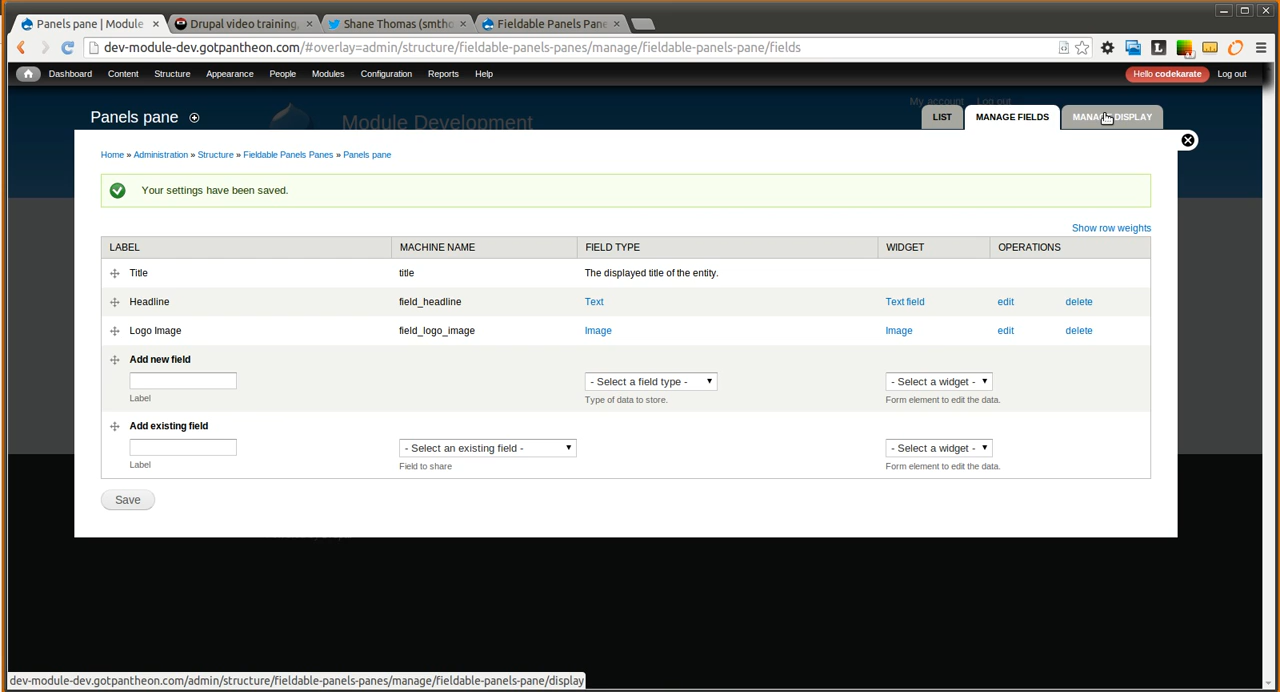 Panels pane | Module
Drupal video training,
Shane Thomas (smtho
Fieldable Panels Pane
dev-module-dev.gotpantheon.com/#overlay=admin/structure/fieldable-panels-panes/manage/fieldable-panels-pane/fields
Dashboard Content Structure Appearance People Modules Configuration Reports Help Hello codekarate Log out
My account Log out
Panels pane
Module Development
LIST MANAGE FIELDS MANAGE DISPLAY
Home » Administration » Structure » Fieldable Panels Panes » Panels pane
Your settings have been saved.
Show row weights
LABEL MACHINE NAME FIELD TYPE WIDGET OPERATIONS
Title title The displayed title of the entity.
Headline field_headline Text Text field edit delete
Logo Image field_logo_image Image Image edit delete
Add new field
- Select a field type - - Select a widget -
Label Type of data to store. Form element to edit the data.
Add existing field
- Select an existing field - - Select a widget -
Label Field to share Form element to edit the data.
Save
dev-module-dev.gotpantheon.com/admin/structure/fieldable-panels-panes/manage/fieldable-panels-pane/display